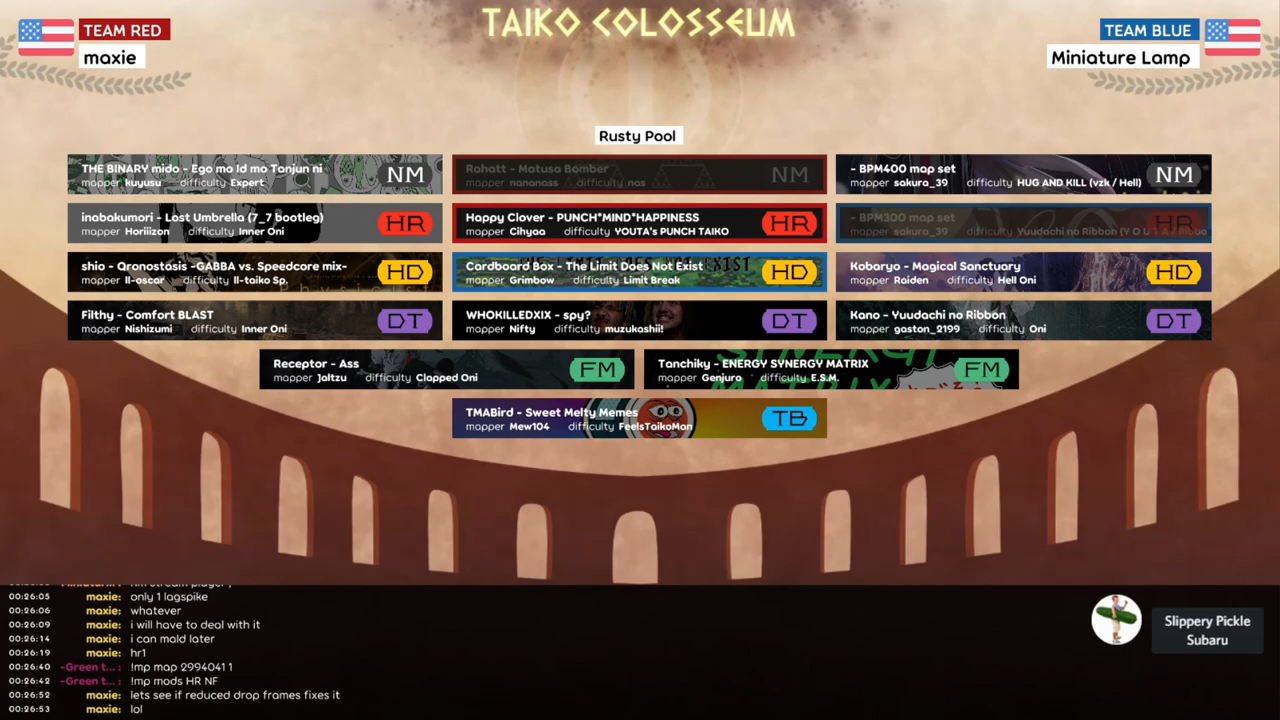 TAIKO COLOSSEUM
TEAM RED
maxie
TEAM BLUE
Miniature Lamp
Rusty Pool
THE BINARY mido - Ego mo Id mo Tanjun ni
mapper kuyusu difficulty Expert
NM
Rahatt - Matusa Bomber
mapper nananass difficulty nas
NM
- BPM400 map set
mapper sakura_39 difficulty HUG AND KILL (vzk / Hell)
NM
inabakumori - Lost Umbrella (7_7 bootleg)
mapper Horiiizon difficulty Inner Oni
HR
Happy Clover - PUNCH*MIND*HAPPINESS
mapper Cihyaa difficulty YOUTA's PUNCH TAIKO
HR
- BPM300 map set
mapper sakura_39 difficulty Yuudachi no Ribbon (Y O U T A
HR
shio - Qronostasis -GABBA vs. Speedcore mix-
mapper ll-oscar difficulty ll-taiko Sp.
HD
Cardboard Box - The Limit Does Not Exist
mapper Grimbow difficulty Limit Break
HD
Kobaryo - Magical Sanctuary
mapper Raiden difficulty Hell Oni
HD
Filthy - Comfort BLAST
mapper Nishizumi difficulty Inner Oni
DT
WHOKILLEDXIX - spy?
mapper Nifty difficulty muzukashii!
DT
Kano - Yuudachi no Ribbon
mapper gaston_2199 difficulty Oni
DT
Receptor - Ass
mapper Jaltzu difficulty Clapped Oni
FM
Tanchiky - ENERGY SYNERGY MATRIX
mapper Genjuro difficulty E.S.M.
FM
TMABird - Sweet Melty Memes
mapper Mew104 difficulty FeelsTaikoMan
TB
00:26:05 maxie: only 1 lagspike
00:26:06 maxie: whatever
00:26:09 maxie: i will have to deal with it
00:26:14 maxie: i can mald later
00:26:19 maxie: hr1
00:26:40 -Green t... : !mp map 2994041 1
00:26:42 -Green t... : !mp mods HR NF
00:26:52 maxie: lets see if reduced drop frames fixes it
00:26:53 maxie: lol
Slippery Pickle
Subaru